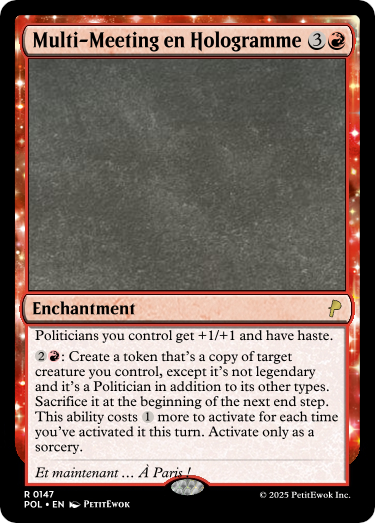 Multi-Meeting en Hologramme 3
Enchantment
Politicians you control get +1/+1 and have haste.
2 : Create a token that's a copy of target
creature you control, except it's not legendary
and it's a Politician in addition to its other types.
Sacrifice it at the beginning of the next end step.
This ability costs 1 more to activate for each time
you've activated it this turn. Activate only as a
sorcery.
Et maintenant … À Paris !
R 0147
POL • EN PetitEwok
© 2025 PetitEwok Inc.